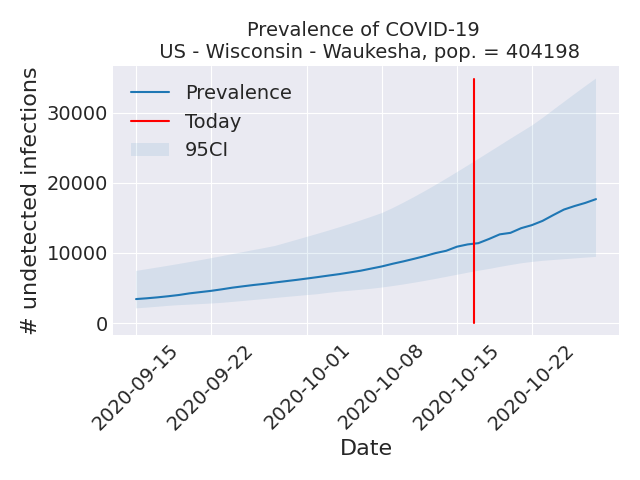 Prevalence of COVID-19
US - Wisconsin - Waukesha, pop. = 404198
# undetected infections
30000
20000
10000
0
Prevalence
Today
95CI
2020-09-15
2020-09-22
2020-10-01
2020-10-08
2020-10-15
2020-10-22
Date